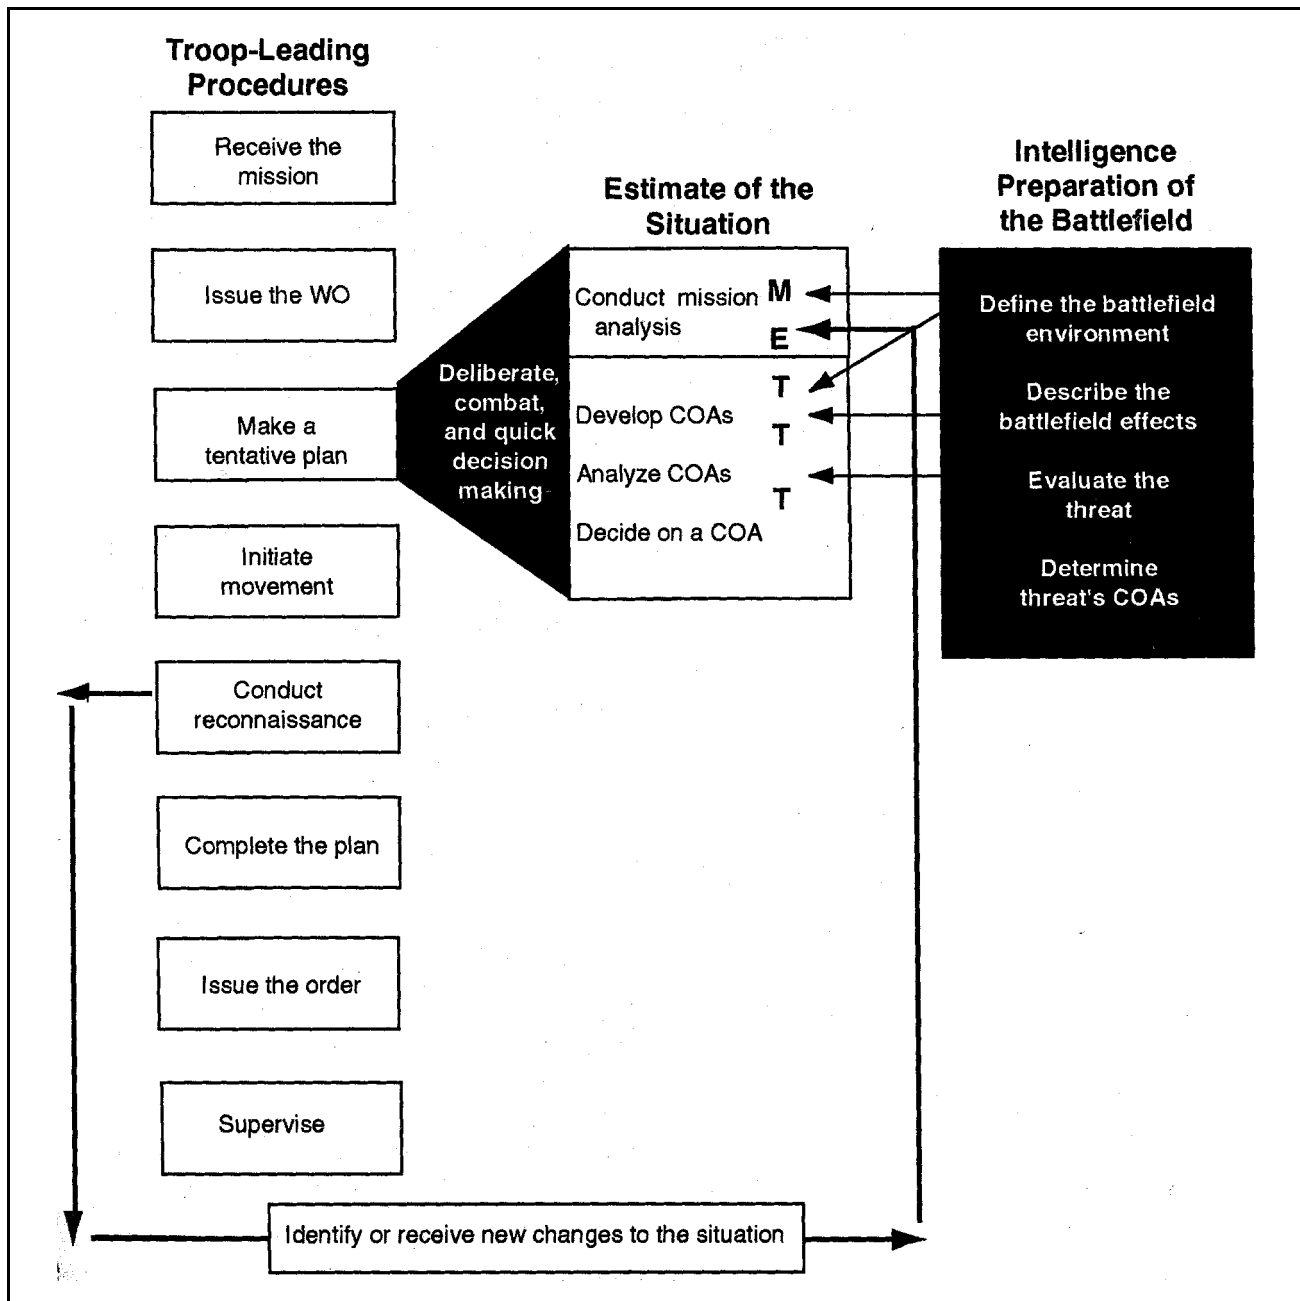 Troop-Leading
Procedures
Receive the
mission
Issue the WO
Make a
tentative plan
Initiate
movement
Conduct
reconnaissance
Complete the plan
Issue the order
Supervise
Deliberate,
combat,
and quick
decision
making
Estimate of the
Situation
Conduct mission M
analysis
E
T
Develop COAs
T
Analyze COAs
T
Decide on a COA
Intelligence
Preparation of
the Battlefield
Define the battlefield
environment
Describe the
battlefield effects
Evaluate the
threat
Determine
threat's COAs
Identify or receive new changes to the situation